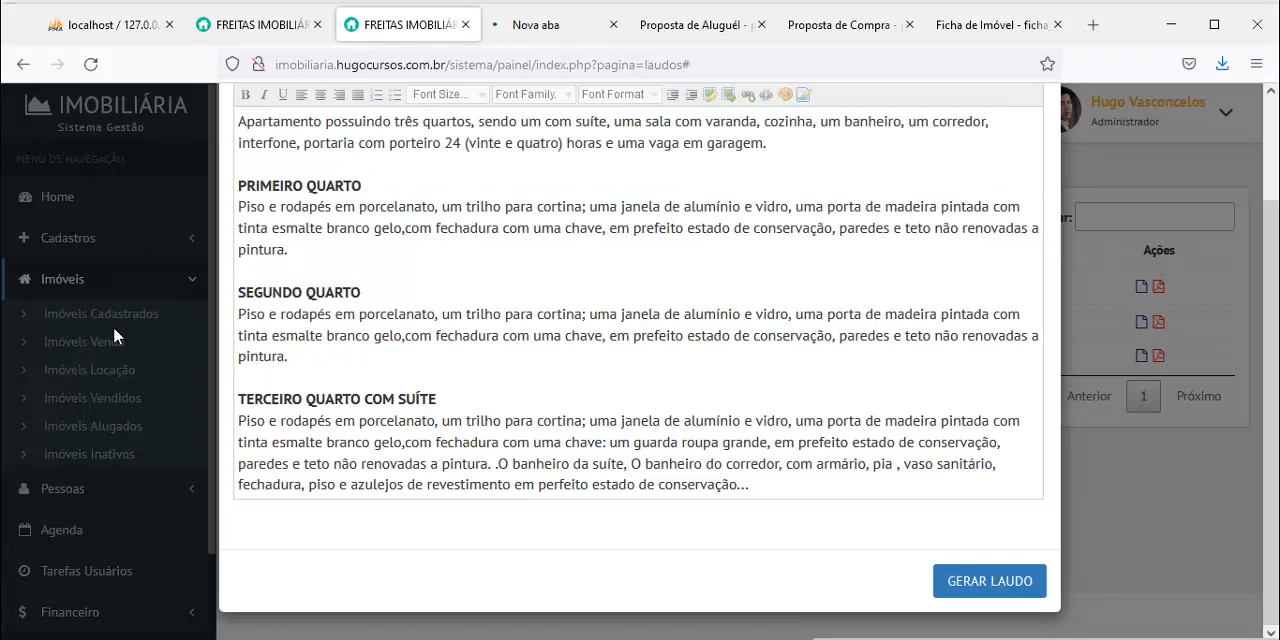 localhost / 127.0.0.
FREITAS IMOBILIÁR
FREITAS IMOBILIÁR
Nova aba
Proposta de Aluguél - p
Proposta de Compra - p
Ficha de Imóvel - ficha
imobiliaria.hugocursos.com.br/sistema/painel/index.php?pagina=laudos#
IMOBILIÁRIA
Sistema Gestão
MENU DE NAVEGAÇÃO
Home
Cadastros
Imóveis
Imóveis Cadastrados
Imóveis Venda
Imóveis Locação
Imóveis Vendidos
Imóveis Alugados
Imóveis Inativos
Pessoas
Agenda
Tarefas Usuários
Financeiro
Font Size...
Font Family.
Font Format
Apartamento possuindo três quartos, sendo um com suíte, uma sala com varanda, cozinha, um banheiro, um corredor,
interfone, portaria com porteiro 24 (vinte e quatro) horas e uma vaga em garagem.
PRIMEIRO QUARTO
Piso e rodapés em porcelanato, um trilho para cortina; uma janela de alumínio e vidro, uma porta de madeira pintada com
tinta esmalte branco gelo,com fechadura com uma chave, em prefeito estado de conservação, paredes e teto não renovadas a
pintura.
SEGUNDO QUARTO
Piso e rodapés em porcelanato, um trilho para cortina; uma janela de alumínio e vidro, uma porta de madeira pintada com
tinta esmalte branco gelo,com fechadura com uma chave, em prefeito estado de conservação, paredes e teto não renovadas a
pintura.
TERCEIRO QUARTO COM SUÍTE
Piso e rodapés em porcelanato, um trilho para cortina; uma janela de alumínio e vidro, uma porta de madeira pintada com
tinta esmalte branco gelo,com fechadura com uma chave: um guarda roupa grande, em prefeito estado de conservação,
paredes e teto não renovadas a pintura. .O banheiro da suíte, O banheiro do corredor, com armário, pia , vaso sanitário,
fechadura, piso e azulejos de revestimento em perfeito estado de conservação...
GERAR LAUDO
Hugo Vasconcelos
Administrador
ar:
Ações
Anterior
1
Próximo